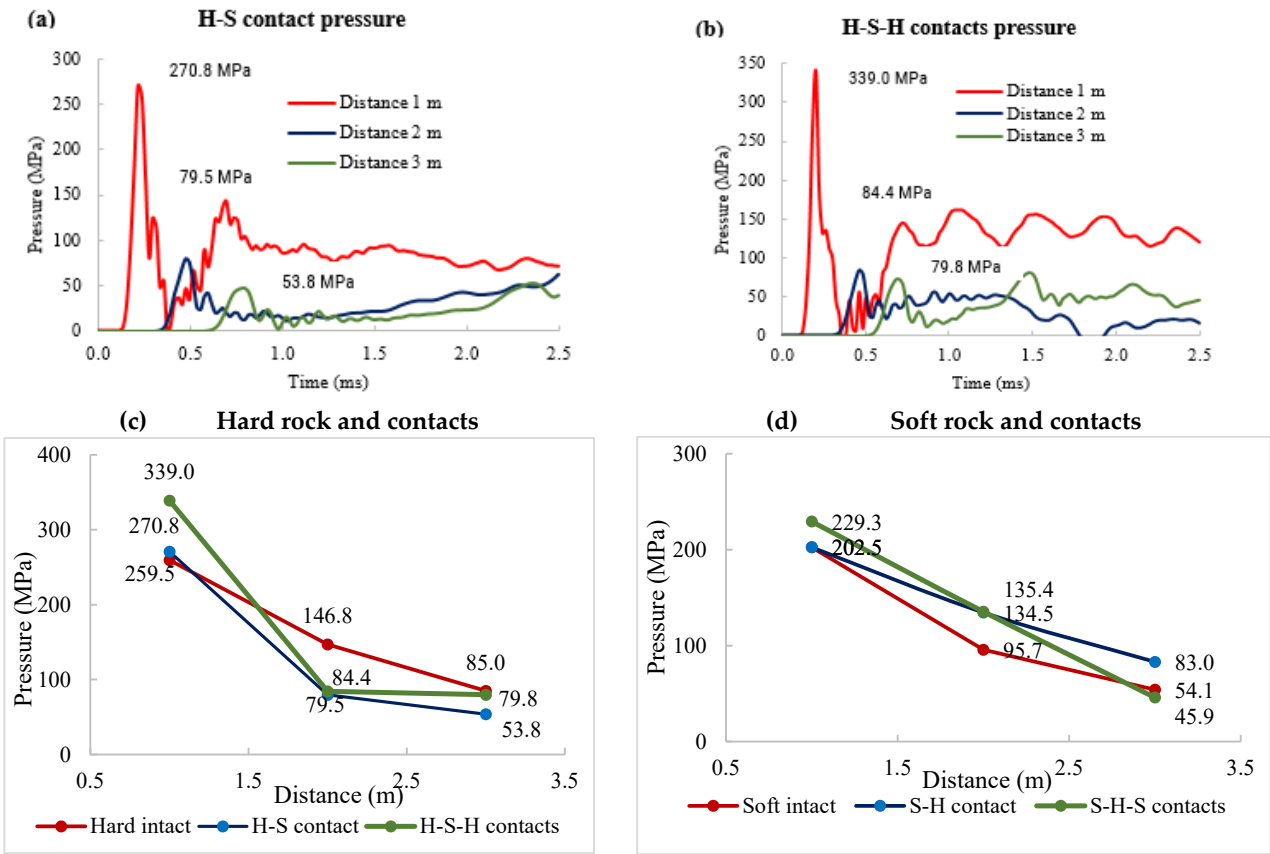 (a) H-S contact pressure
300
250
200
150
100
50
0
Pressure (MPa)
270.8 MPa
79.5 MPa
53.8 MPa
Distance 1 m
Distance 2 m
Distance 3 m
0.0 0.5 1.0 1.5 2.0 2.5
Time (ms)
(b) H-S-H contacts pressure
350
300
250
200
150
100
50
0
Pressure (MPa)
339.0 MPa
84.4 MPa
79.8 MPa
Distance 1 m
Distance 2 m
Distance 3 m
0.0 0.5 1.0 1.5 2.0 2.5
Time (ms)
(c) Hard rock and contacts
400
300
200
100
0
Pressure (MPa)
339.0
270.8
259.5
146.8
84.4
79.5
85.0
79.8
53.8
0.5 1.5 2.5 3.5
Distance (m)
Hard intact H-S contact H-S-H contacts
(d) Soft rock and contacts
300
200
100
0
Pressure (MPa)
229.3
202.5
135.4
134.5
95.7
83.0
54.1
45.9
0.5 1.5 2.5 3.5
Distance (m)
Soft intact S-H contact S-H-S contacts